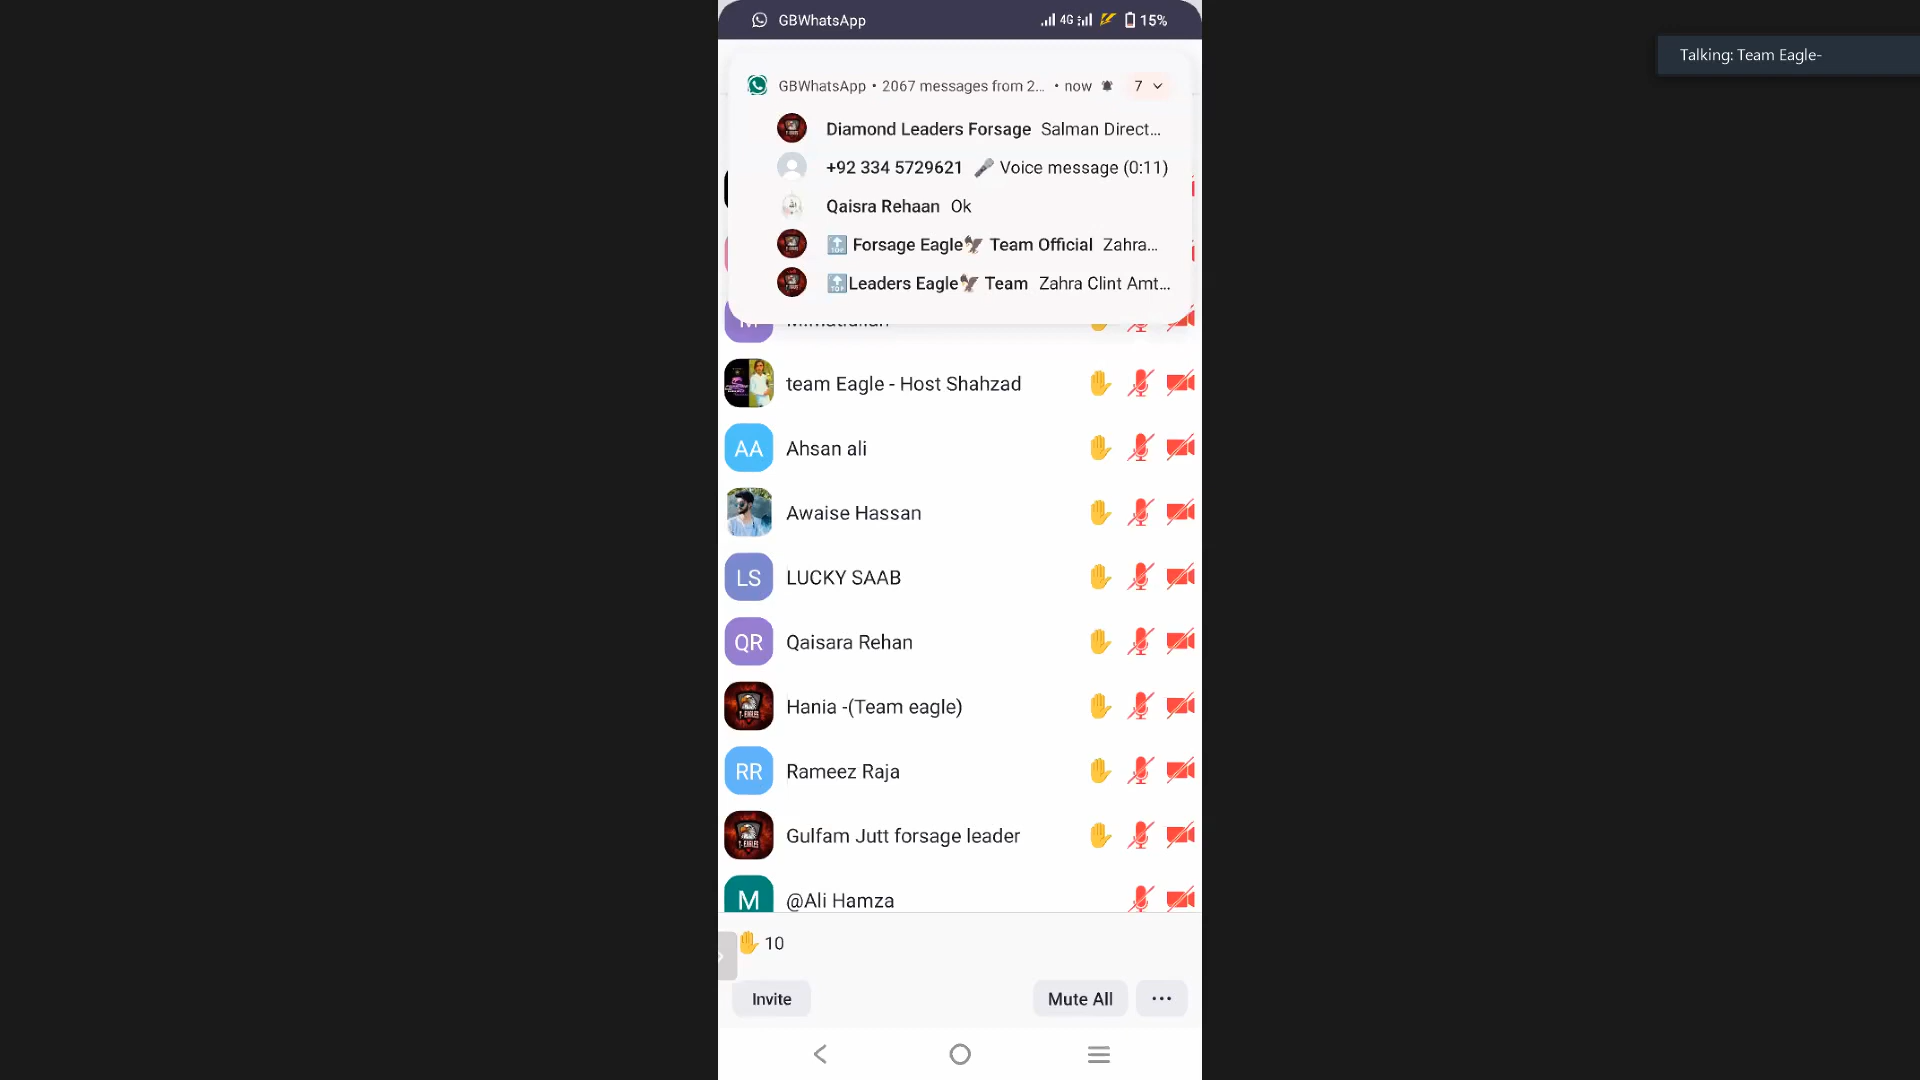 GBWhatsApp 4G 15%
Talking: Team Eagle-
GBWhatsApp • 2067 messages from 2... • now 7
Diamond Leaders Forsage Salman Direct...
+92 334 5729621 🎤 Voice message (0:11)
Qaisra Rehaan Ok
🔝 Forsage Eagle🦅 Team Official Zahra...
🔝Leaders Eagle🦅 Team Zahra Clint Amt...
team Eagle - Host Shahzad
AA Ahsan ali
Awaise Hassan
LS LUCKY SAAB
QR Qaisara Rehan
Hania -(Team eagle)
RR Rameez Raja
Gulfam Jutt forsage leader
M @Ali Hamza
✋ 10
Invite Mute All ...